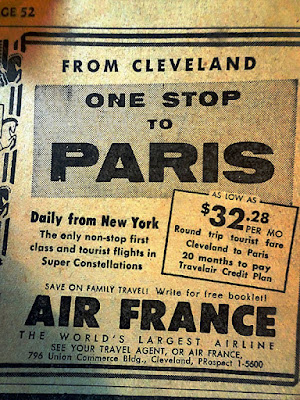 GE 52
FROM CLEVELAND
ONE STOP
TO
PARIS
Daily from New York
The only non-stop first
class and tourist flights in
Super Constellations
AS LOW AS
$32.28
PER MO
Round trip tourist fare
Cleveland to Paris
20 months to pay
Travelair Credit Plan
SAVE ON FAMILY TRAVEL! Write for free booklet!
AIR FRANCE
THE WORLD'S LARGEST AIRLINE
SEE YOUR TRAVEL AGENT, OR AIR FRANCE,
796 Union Commerce Bldg., Cleveland, PRospect 1-5600